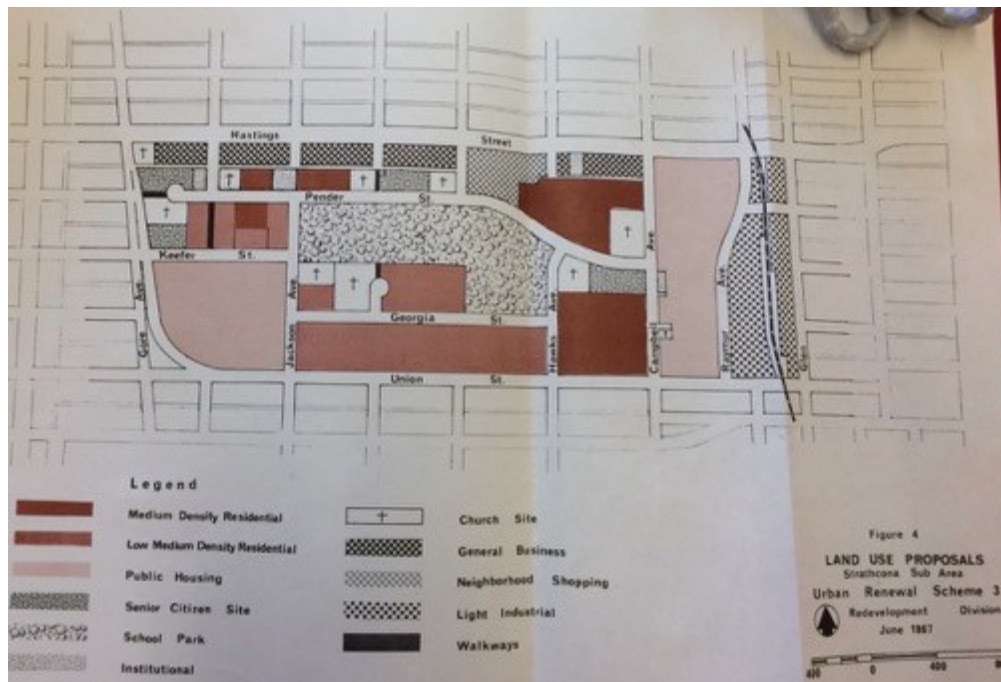 Hastings
Street
Pender
St.
Keefer
St.
Gore
Ave.
Jackson
Ave.
Georgia
St.
Hawks
Ave
Campbell
Ave.
Raymur
Ave.
Glen
Union
St.
Legend
Medium Density Residential
Low Medium Density Residential
Public Housing
Senior Citizen Site
School Park
Institutional
Church Site
General Business
Neighborhood Shopping
Light Industrial
Walkways
Figure 4
LAND USE PROPOSALS
Strathcona Sub Area
Urban Renewal Scheme 3
Redevelopment Division
June 1967
400 0 400